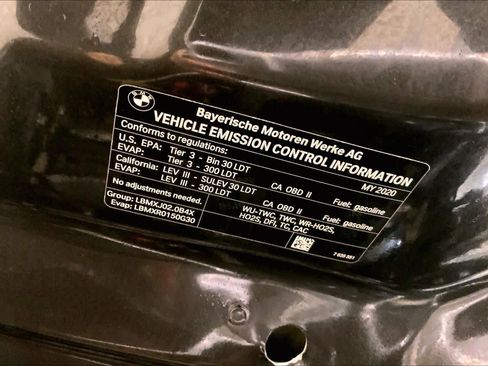 BMW
Bayerische Motoren Werke AG
VEHICLE EMISSION CONTROL INFORMATION
Conforms to regulations: MY 2020
U.S. EPA: Tier 3 - Bin 30 LDT CA OBD II Fuel: gasoline
EVAP: Tier 3 - 300 LDT
California: LEV III - SULEV 30 LDT CA OBD II Fuel: gasoline
EVAP: LEV III - 300 LDT
No adjustments needed. WU-TWC, TWC, WR-HO2S,
Group: LBMXJ02.0B4X HO2S, DFI, TC, CAC
Evap: LBMXR0150G30